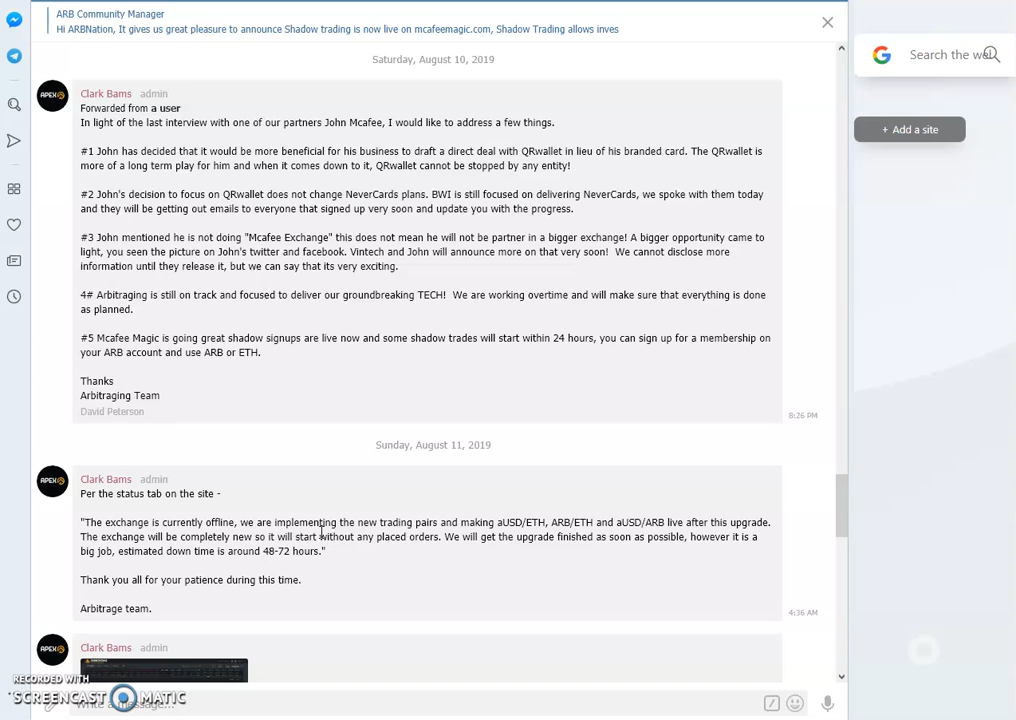 ARB Community Manager
Hi ARBNation, It gives us great pleasure to announce Shadow trading is now live on mcafeemagic.com, Shadow Trading allows inves
Search the we
+ Add a site
Saturday, August 10, 2019
APEX
Clark Bams admin
Forwarded from a user
In light of the last interview with one of our partners John Mcafee, I would like to address a few things.
#1 John has decided that it would be more beneficial for his business to draft a direct deal with QRwallet in lieu of his branded card. The QRwallet is
more of a long term play for him and when it comes down to it, QRwallet cannot be stopped by any entity!
#2 John's decision to focus on QRwallet does not change NeverCards plans. BWI is still focused on delivering NeverCards, we spoke with them today
and they will be getting out emails to everyone that signed up very soon and update you with the progress.
#3 John mentioned he is not doing "Mcafee Exchange" this does not mean he will not be partner in a bigger exchange! A bigger opportunity came to
light, you seen the picture on John's twitter and facebook. Vintech and John will announce more on that very soon! We cannot disclose more
information until they release it, but we can say that its very exciting.
4# Arbitraging is still on track and focused to deliver our groundbreaking TECH! We are working overtime and will make sure that everything is done
as planned.
#5 Mcafee Magic is going great shadow signups are live now and some shadow trades will start within 24 hours, you can sign up for a membership on
your ARB account and use ARB or ETH.
Thanks
Arbitraging Team
David Peterson
8:26 PM
Sunday, August 11, 2019
APEX
Clark Bams admin
Per the status tab on the site -
"The exchange is currently offline, we are implementing the new trading pairs and making aUSD/ETH, ARB/ETH and aUSD/ARB live after this upgrade.
The exchange will be completely new so it will start without any placed orders. We will get the upgrade finished as soon as possible, however it is a
big job, estimated down time is around 48-72 hours."
Thank you all for your patience during this time.
Arbitrage team.
4:36 AM
APEX
Clark Bams admin
Write a message...
RECORDED WITH
SCREENCAST MATIC